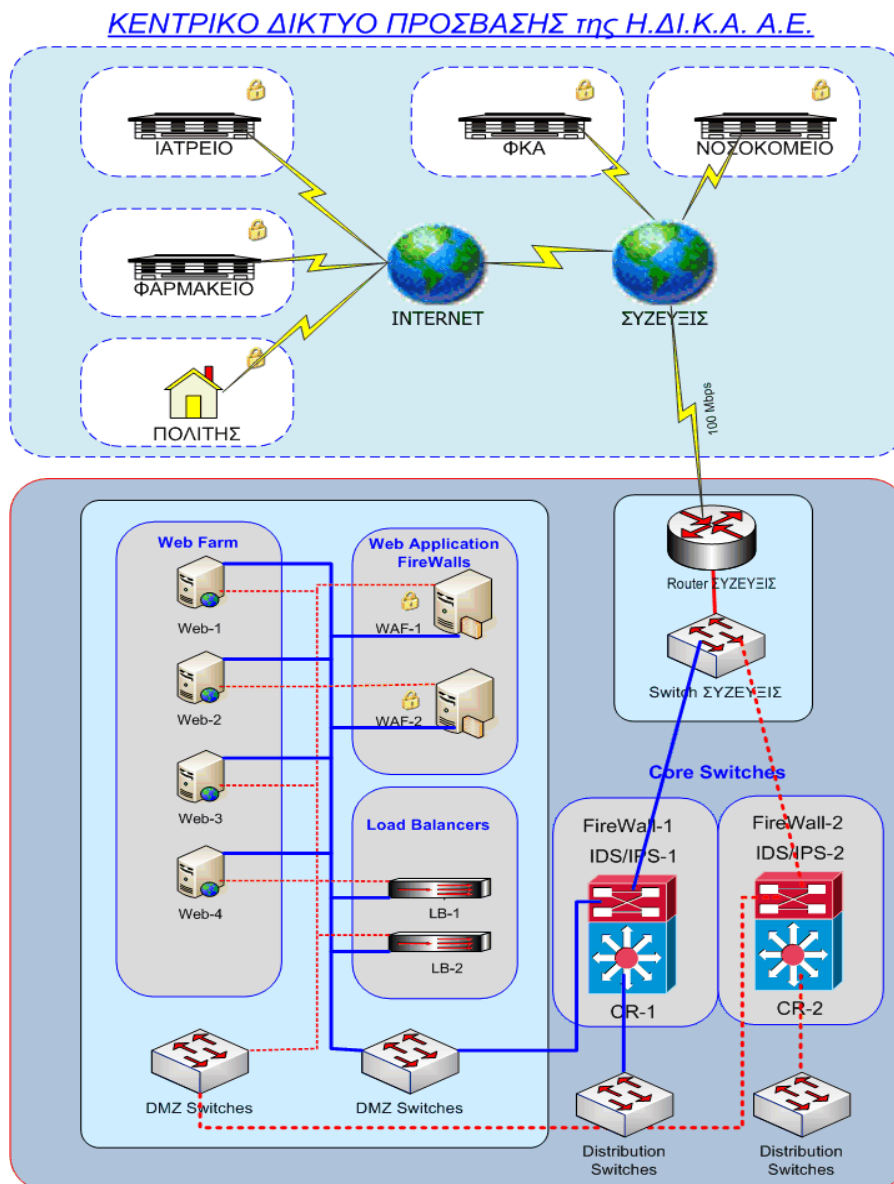 ΚΕΝΤΡΙΚΟ ΔΙΚΤΥΟ ΠΡΟΣΒΑΣΗΣ της Η.ΔΙ.Κ.Α. Α.Ε.
ΙΑΤΡΕΙΟ
ΦΚΑ
ΝΟΣΟΚΟΜΕΙΟ
ΦΑΡΜΑΚΕΙΟ
INTERNET
ΣΥΖΕΥΞΙΣ
ΠΟΛΙΤΗΣ
100 Mbps
Web Farm
Web-1
Web-2
Web-3
Web-4
Web Application
FireWalls
WAF-1
WAF-2
Load Balancers
LB-1
LB-2
DMZ Switches
DMZ Switches
Router ΣΥΖΕΥΞΙΣ
Switch ΣΥΖΕΥΞΙΣ
Core Switches
FireWall-1
IDS/IPS-1
CR-1
FireWall-2
IDS/IPS-2
CR-2
Distribution
Switches
Distribution
Switches